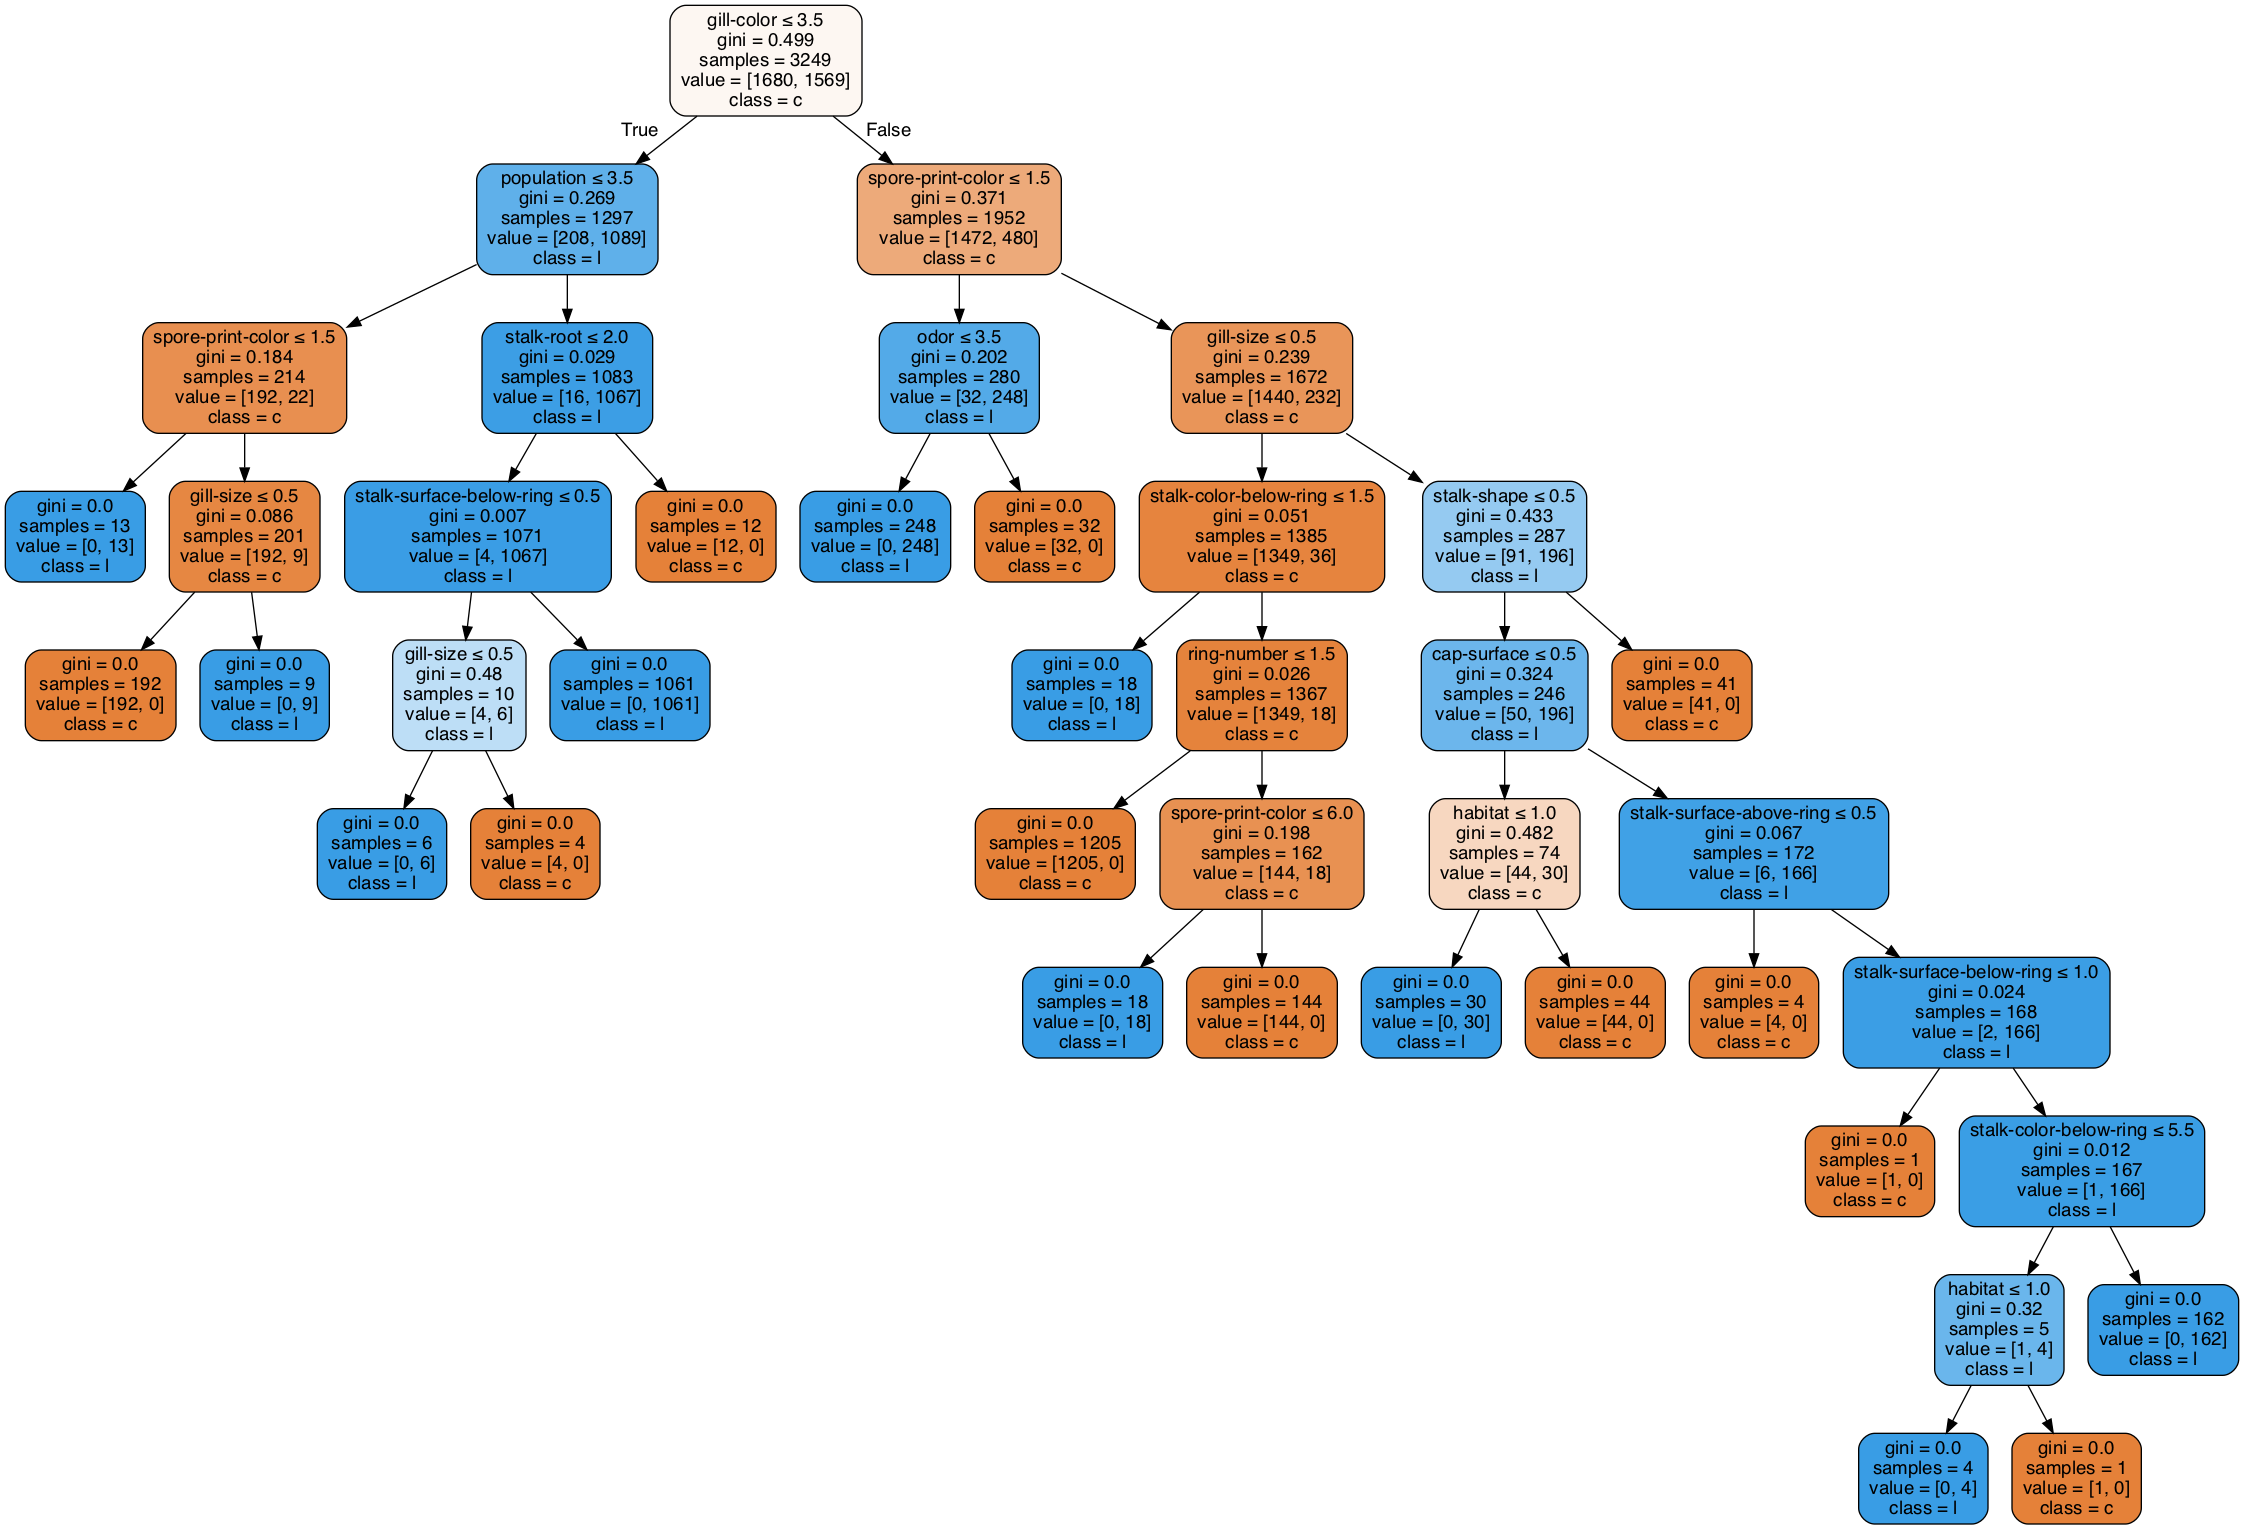 gill-color ≤ 3.5
gini = 0.499
samples = 3249
value = [1680, 1569]
class = c
True
False
population ≤ 3.5
gini = 0.269
samples = 1297
value = [208, 1089]
class = l
spore-print-color ≤ 1.5
gini = 0.371
samples = 1952
value = [1472, 480]
class = c
spore-print-color ≤ 1.5
gini = 0.184
samples = 214
value = [192, 22]
class = c
stalk-root ≤ 2.0
gini = 0.029
samples = 1083
value = [16, 1067]
class = l
odor ≤ 3.5
gini = 0.202
samples = 280
value = [32, 248]
class = l
gill-size ≤ 0.5
gini = 0.239
samples = 1672
value = [1440, 232]
class = c
gini = 0.0
samples = 13
value = [0, 13]
class = l
gill-size ≤ 0.5
gini = 0.086
samples = 201
value = [192, 9]
class = c
stalk-surface-below-ring ≤ 0.5
gini = 0.007
samples = 1071
value = [4, 1067]
class = l
gini = 0.0
samples = 12
value = [12, 0]
class = c
gini = 0.0
samples = 248
value = [0, 248]
class = l
gini = 0.0
samples = 32
value = [32, 0]
class = c
stalk-color-below-ring ≤ 1.5
gini = 0.051
samples = 1385
value = [1349, 36]
class = c
stalk-shape ≤ 0.5
gini = 0.433
samples = 287
value = [91, 196]
class = l
gini = 0.0
samples = 192
value = [192, 0]
class = c
gini = 0.0
samples = 9
value = [0, 9]
class = l
gill-size ≤ 0.5
gini = 0.48
samples = 10
value = [4, 6]
class = l
gini = 0.0
samples = 1061
value = [0, 1061]
class = l
gini = 0.0
samples = 18
value = [0, 18]
class = l
ring-number ≤ 1.5
gini = 0.026
samples = 1367
value = [1349, 18]
class = c
cap-surface ≤ 0.5
gini = 0.324
samples = 246
value = [50, 196]
class = l
gini = 0.0
samples = 41
value = [41, 0]
class = c
gini = 0.0
samples = 6
value = [0, 6]
class = l
gini = 0.0
samples = 4
value = [4, 0]
class = c
gini = 0.0
samples = 1205
value = [1205, 0]
class = c
spore-print-color ≤ 6.0
gini = 0.198
samples = 162
value = [144, 18]
class = c
habitat ≤ 1.0
gini = 0.482
samples = 74
value = [44, 30]
class = c
stalk-surface-above-ring ≤ 0.5
gini = 0.067
samples = 172
value = [6, 166]
class = l
gini = 0.0
samples = 18
value = [0, 18]
class = l
gini = 0.0
samples = 144
value = [144, 0]
class = c
gini = 0.0
samples = 30
value = [0, 30]
class = l
gini = 0.0
samples = 44
value = [44, 0]
class = c
gini = 0.0
samples = 4
value = [4, 0]
class = c
stalk-surface-below-ring ≤ 1.0
gini = 0.024
samples = 168
value = [2, 166]
class = l
gini = 0.0
samples = 1
value = [1, 0]
class = c
stalk-color-below-ring ≤ 5.5
gini = 0.012
samples = 167
value = [1, 166]
class = l
habitat ≤ 1.0
gini = 0.32
samples = 5
value = [1, 4]
class = l
gini = 0.0
samples = 162
value = [0, 162]
class = l
gini = 0.0
samples = 4
value = [0, 4]
class = l
gini = 0.0
samples = 1
value = [1, 0]
class = c